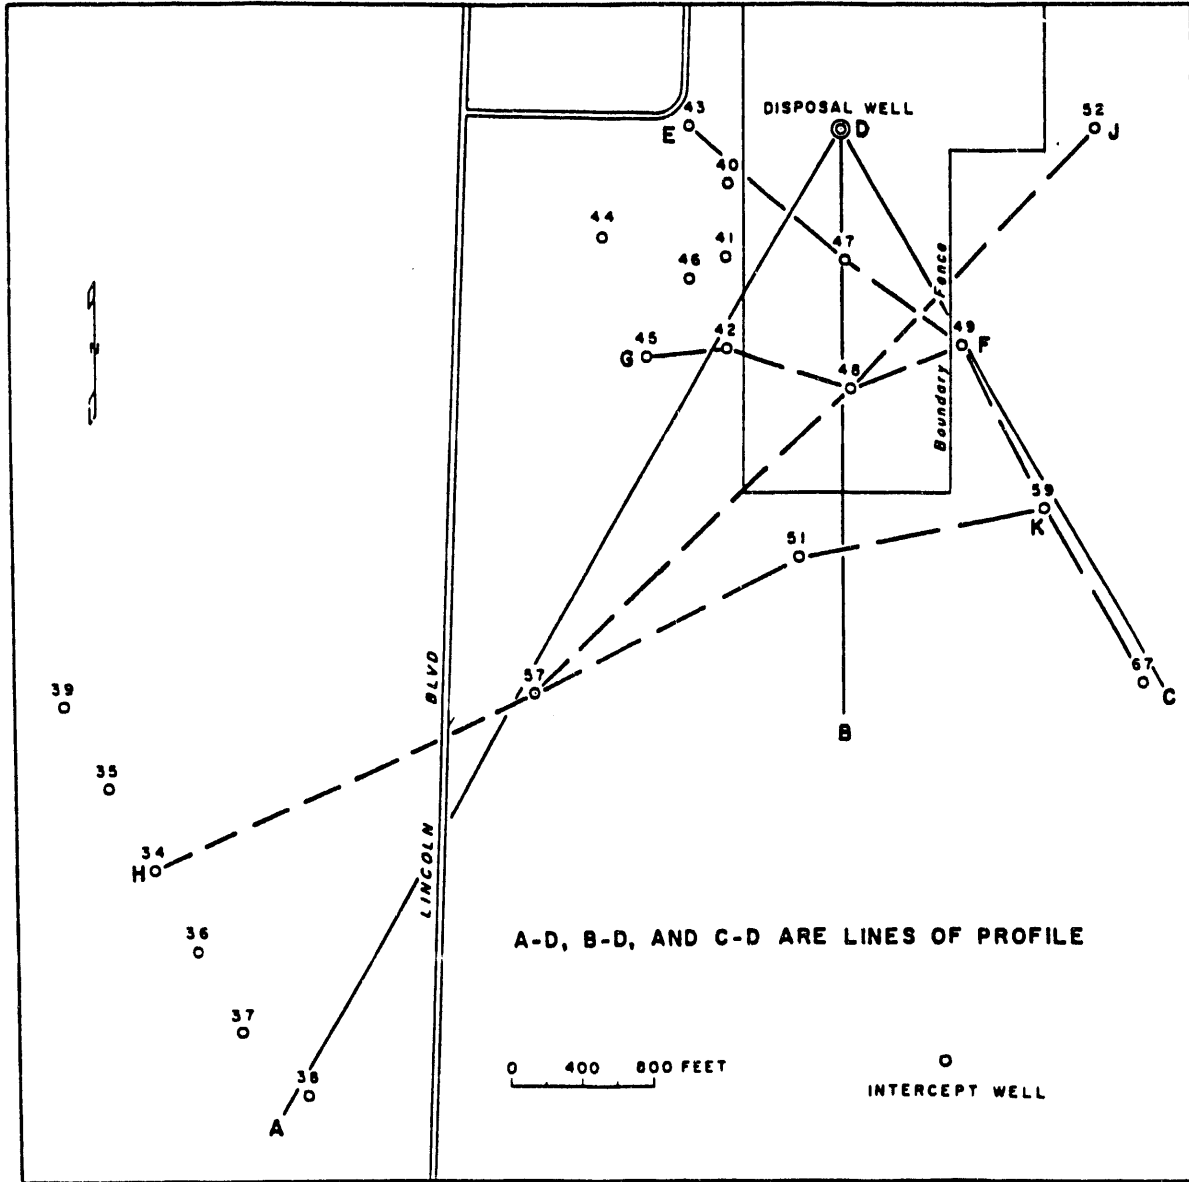 43
DISPOSAL WELL
52
E
D
J
40
44
41
47
46
Fence
45
42
49
G
F
48
Boundary
59
K
51
BLVD
57
39
67
C
B
35
LINCOLN
34
H
36
A-D, B-D, AND C-D ARE LINES OF PROFILE
37
0 400 800 FEET
38
INTERCEPT WELL
A
N